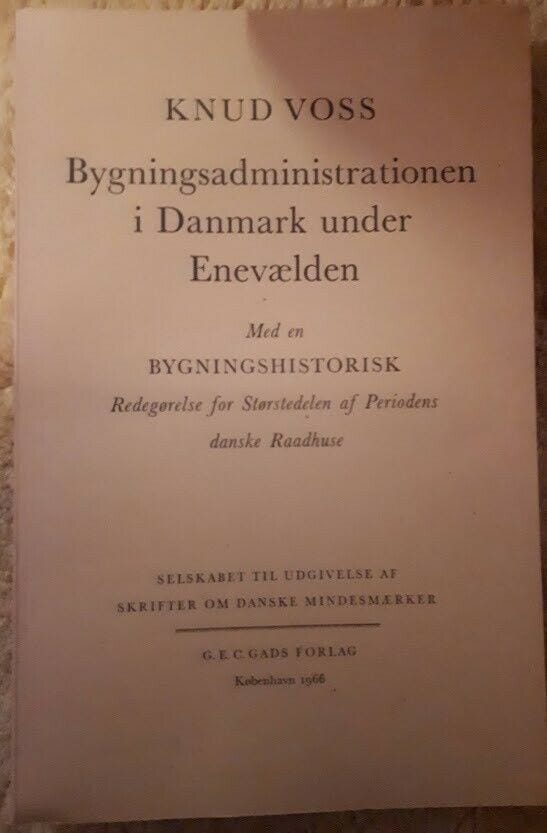 KNUD VOSS
Bygningsadministrationen
i Danmark under
Enevælden
Med en
BYGNINGSHISTORISK
Redegørelse for Størstedelen af Periodens
danske Raadhuse
SELSKABET TIL UDGIVELSE AF
SKRIFTER OM DANSKE MINDESMÆRKER
G. E. C. GADS FORLAG
København 1966